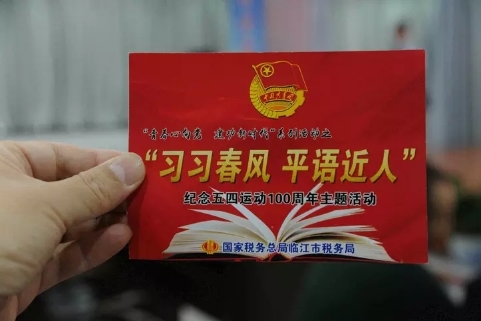 “青春心向党 建功新时代”系列活动之
“习习春风 平语近人”
纪念五四运动100周年主题活动
国家税务总局临江市税务局